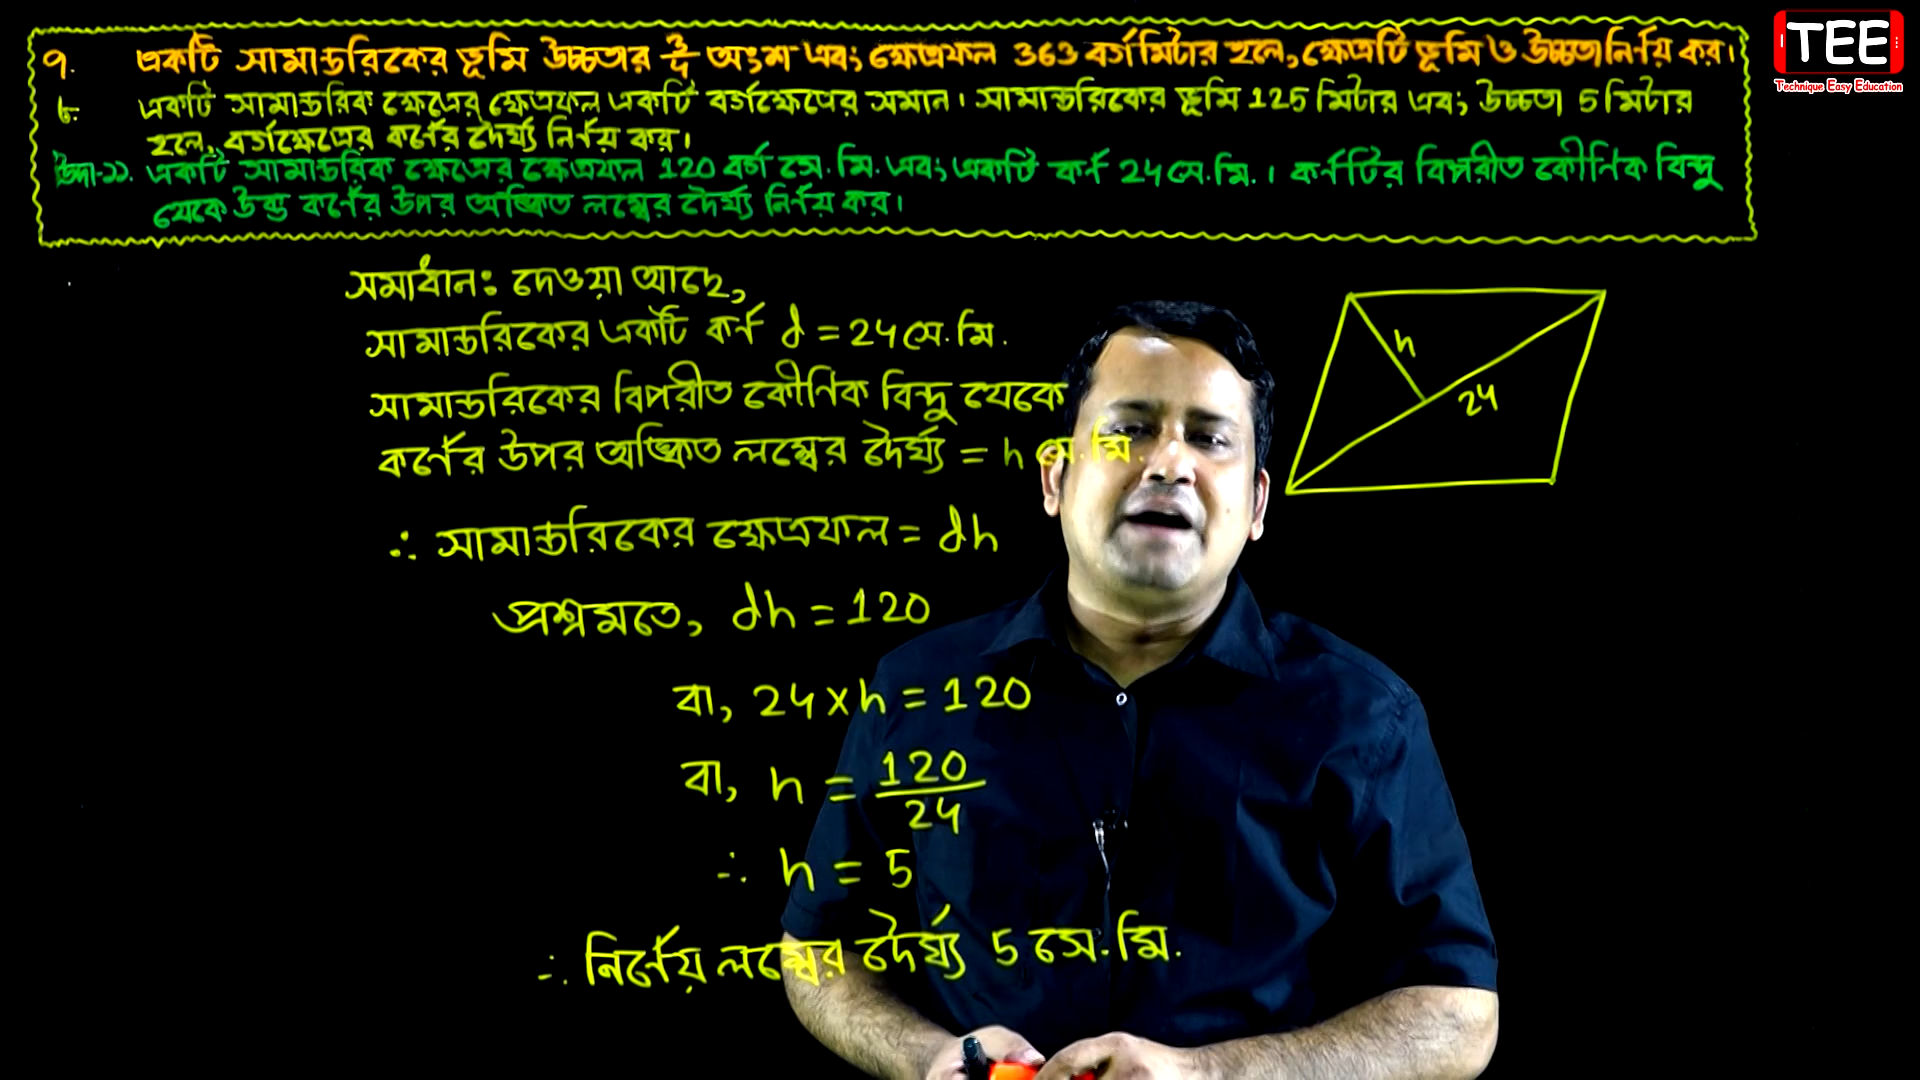 TEE
Technique Easy Education
৭. একটি সামান্তরিকের ভূমি উচ্চতার ৩/৪ অংশ এবং ক্ষেত্রফল 363 বর্গ মিটার হলে, ক্ষেত্রটি ভূমি ও উচ্চতা নির্ণয় কর।
৮. একটি সামান্তরিক ক্ষেত্রের ক্ষেত্রফল একটি বর্গক্ষেত্রের সমান। সামান্তরিকের ভূমি 125 মিটার এবং উচ্চতা 5 মিটার
হলে, বর্গক্ষেত্রের কর্ণের দৈর্ঘ্য নির্ণয় কর।
উদা-১১. একটি সামান্তরিক ক্ষেত্রের ক্ষেত্রফল 120 বর্গ সে. মি. এবং একটি কর্ণ 24 সে. মি.। কর্ণটির বিপরীত কৌণিক বিন্দু
থেকে উক্ত কর্ণের উপর অঙ্কিত লম্বের দৈর্ঘ্য নির্ণয় কর।
সমাধান: দেওয়া আছে,
সামান্তরিকের একটি কর্ণ d = 24 সে. মি.
সামান্তরিকের বিপরীত কৌণিক বিন্দু থেকে
কর্ণের উপর অঙ্কিত লম্বের দৈর্ঘ্য = h সে. মি.
∴ সামান্তরিকের ক্ষেত্রফল = dh
প্রশ্নমতে, dh = 120
বা, 24 × h = 120
বা, h = 120/24
∴ h = 5
∴ নির্ণেয় লম্বের দৈর্ঘ্য 5 সে. মি.
h
24